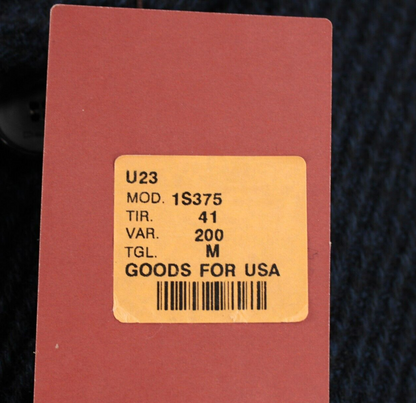 U23
MOD. 1S375
TIR. 41
VAR. 200
TGL. M
GOODS FOR USA